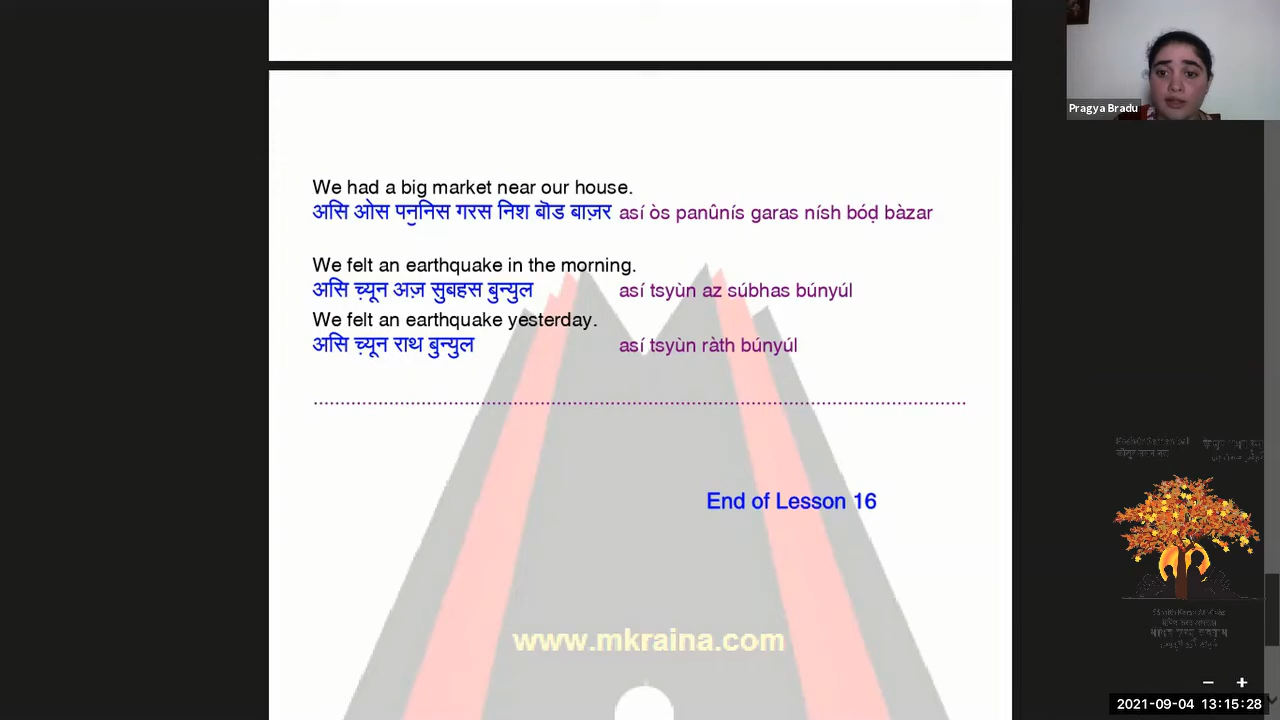 Pragya Bradu
We had a big market near our house.
असि ओस पनॖनिस गरस निश बॊड बाज़र así òs panûnís garas nísh bóḍ bàzar
We felt an earthquake in the morning.
असि च़्यून अज़ सुबहस बुन्युल así tsyùn az súbhas búnyúl
We felt an earthquake yesterday.
असि च़्यून राथ बुन्युल así tsyùn ràth búnyúl
End of Lesson 16
www.mkraina.com
2021-09-04 13:15:28